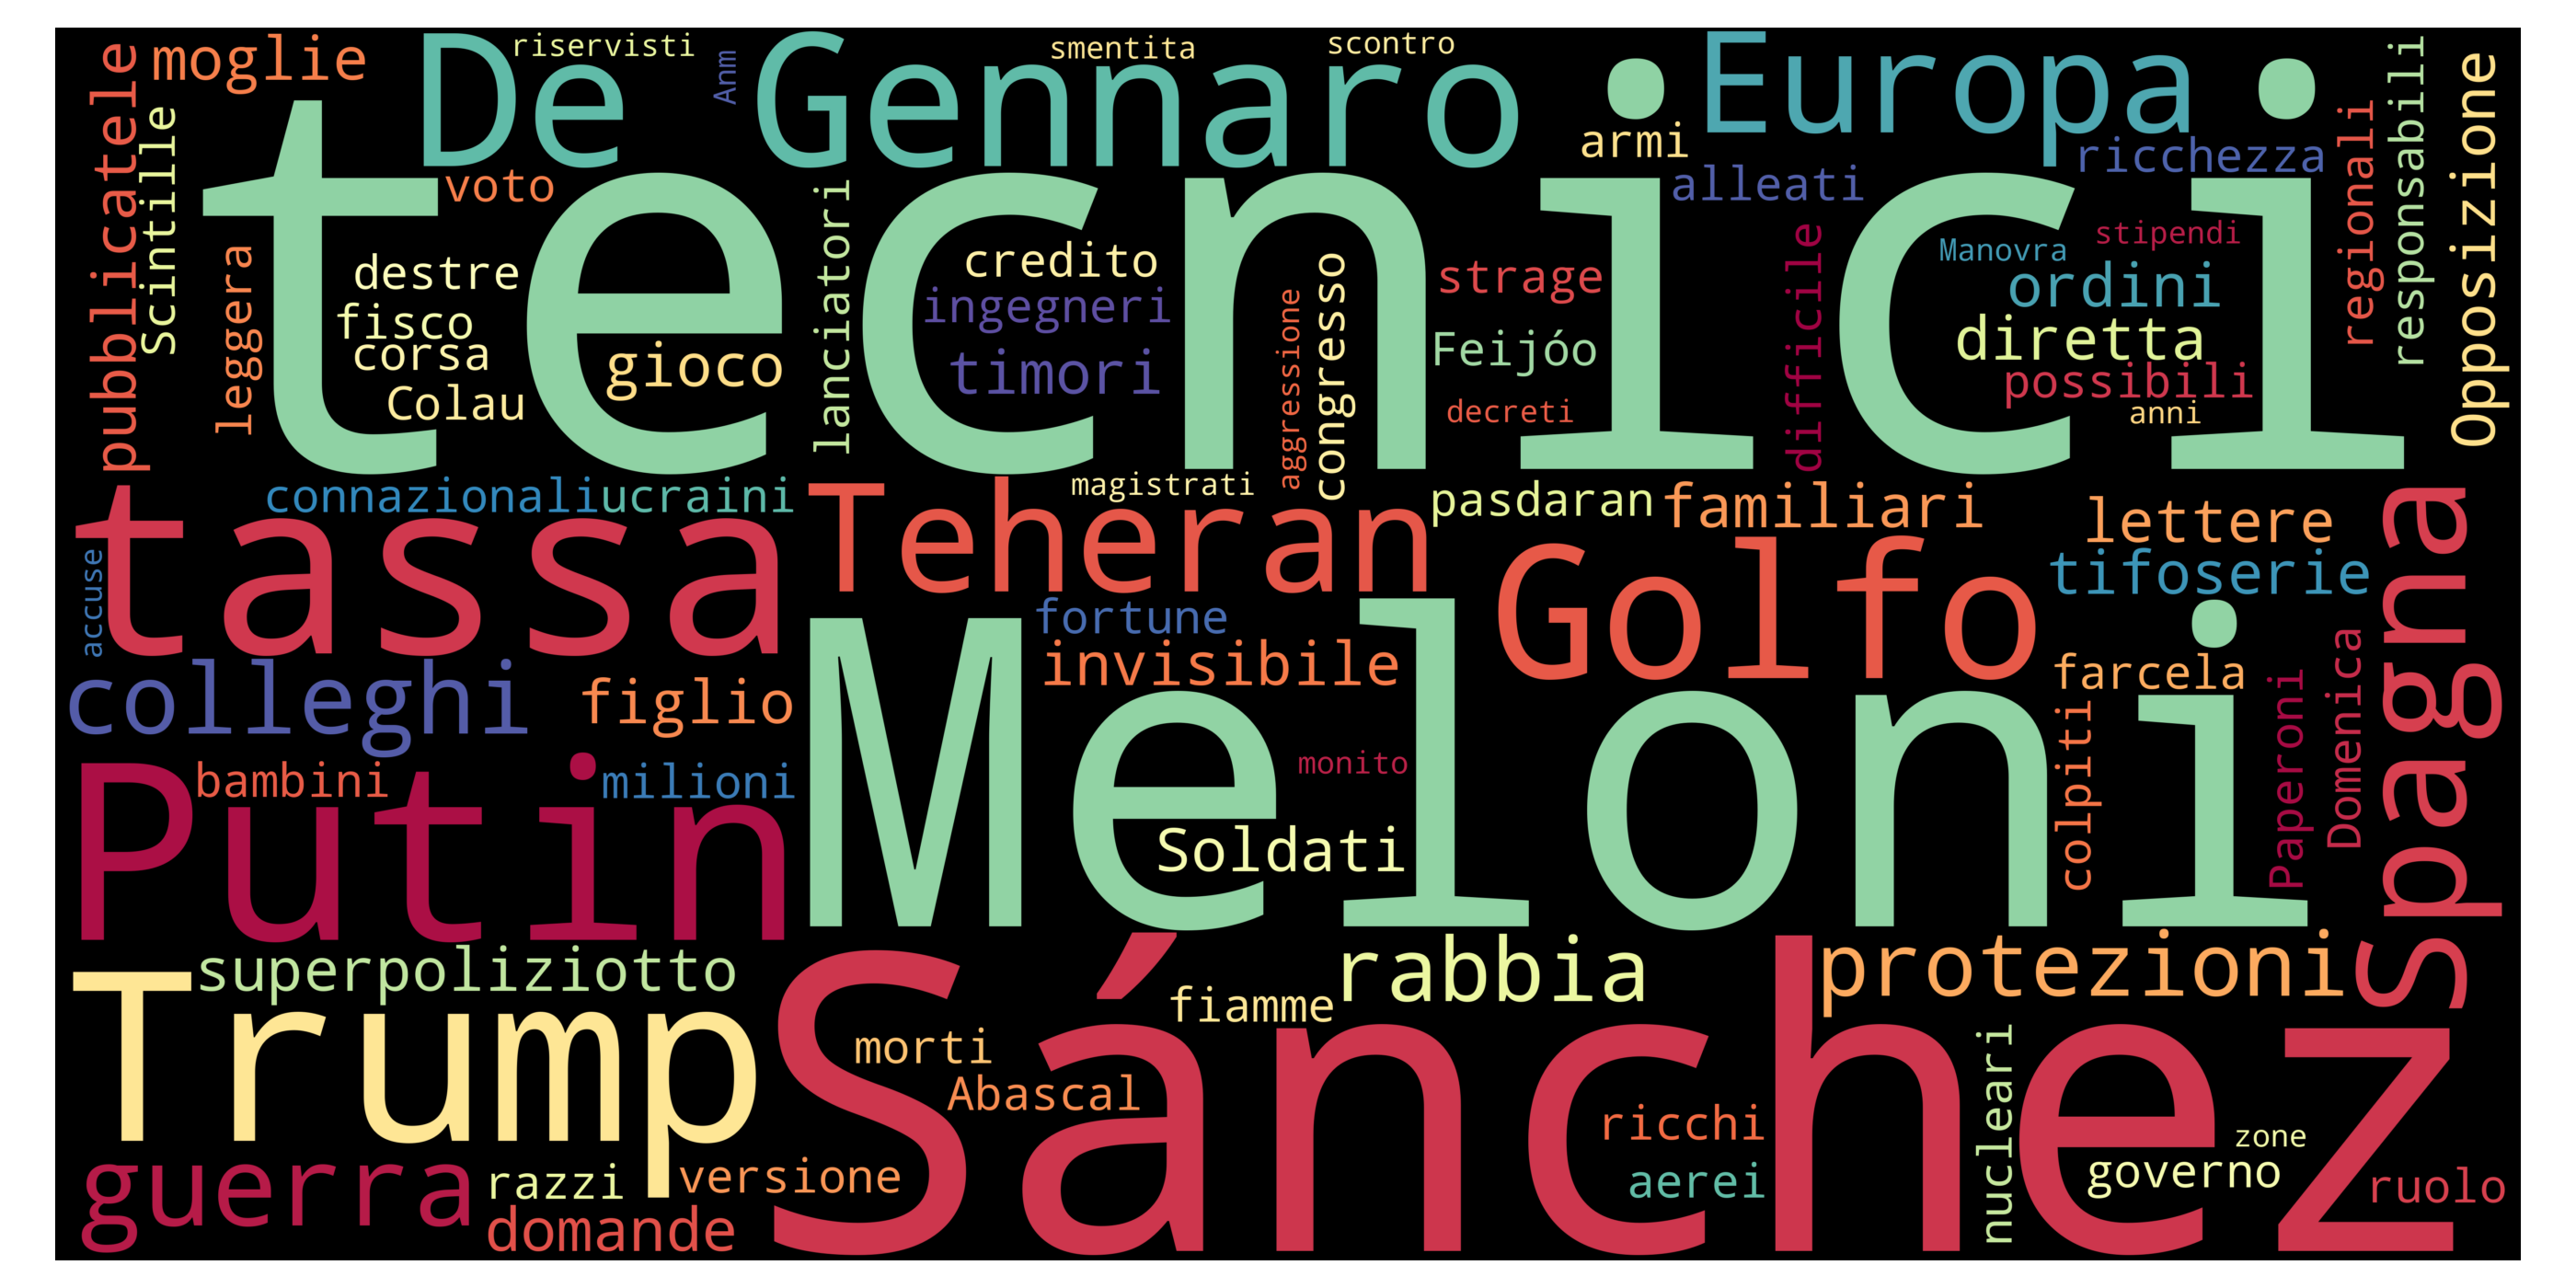 moglie
riservisti
Anm
smentita
scontro
De Gennaro
Europa
pubblicatele
Scintille
voto
armi
alleati
ricchezza
regionali
responsabili
Opposizione
tecnici
leggera
destre
fisco
corsa
Colau
gioco
lanciatori
credito
ingegneri
timori
aggressione
congresso
strage
Feijóo
decreti
difficile
Manovra
stipendi
ordini
diretta
possibili
anni
connazionali
ucraini
magistrati
pasdaran
familiari
lettere
tassa
Teheran
Golfo
tifoserie
Spagna
accuse
fortune
invisibile
farcela
colleghi
figlio
Meloni
colpiti
Paperoni
Domenica
bambini
milioni
monito
Putin
Soldati
superpoliziotto
rabbia
protezioni
Trump
fiamme
Sánchez
morti
Abascal
ricchi
aerei
nucleari
zone
governo
ruolo
guerra
razzi
versione
domande